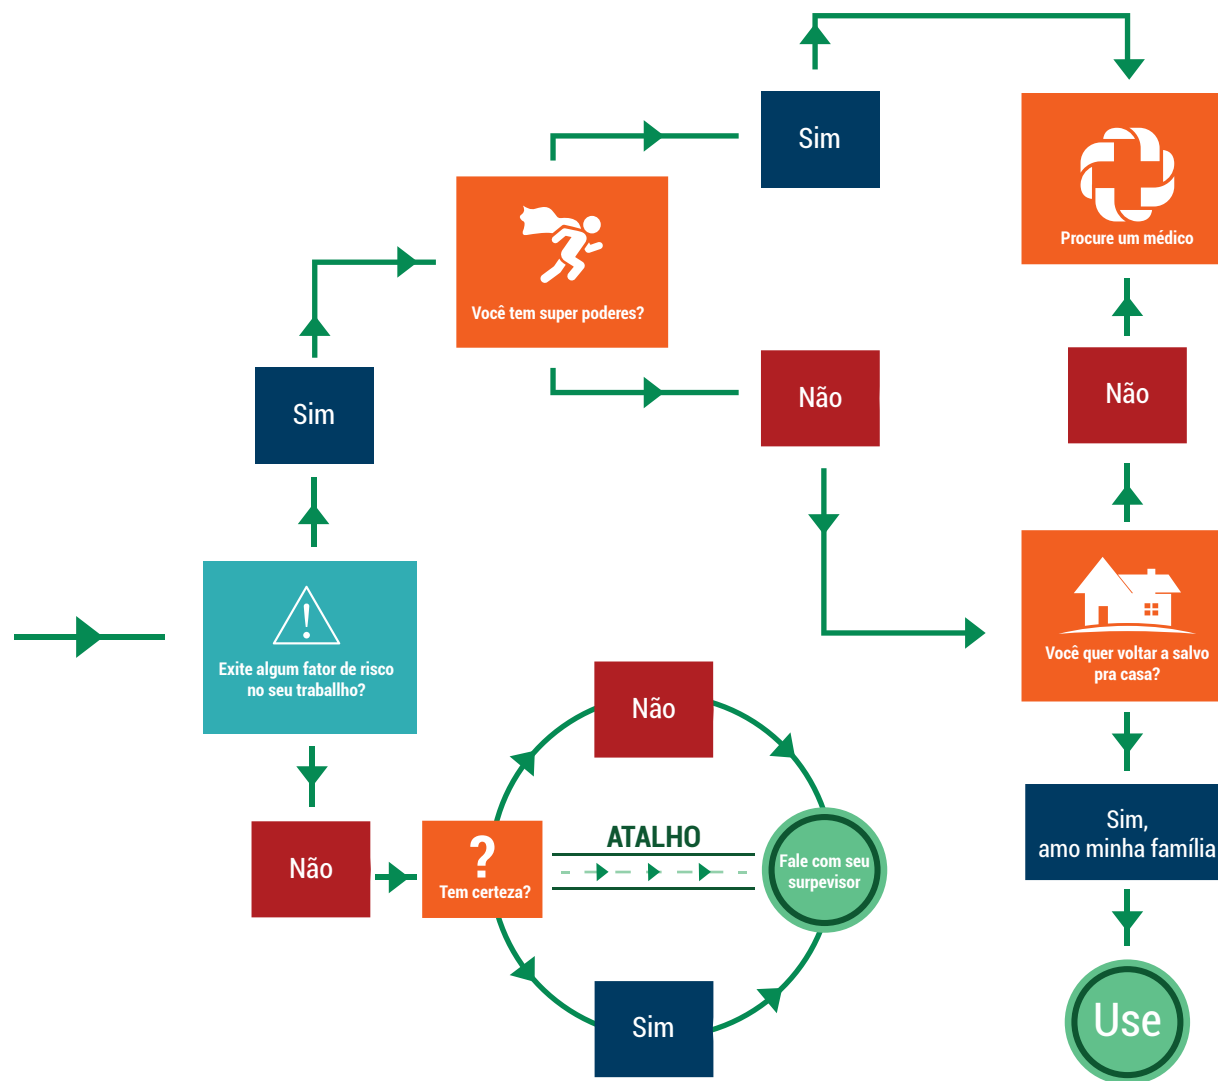 Sim
Procure um médico
Você tem super poderes?
Não
Não
Sim
Exite algum fator de risco
no seu traballho?
Você quer voltar a salvo
pra casa?
Não
ATALHO
Não
?
Tem certeza?
Fale com seu
surpevisor
Sim,
amo minha família
Sim
Use